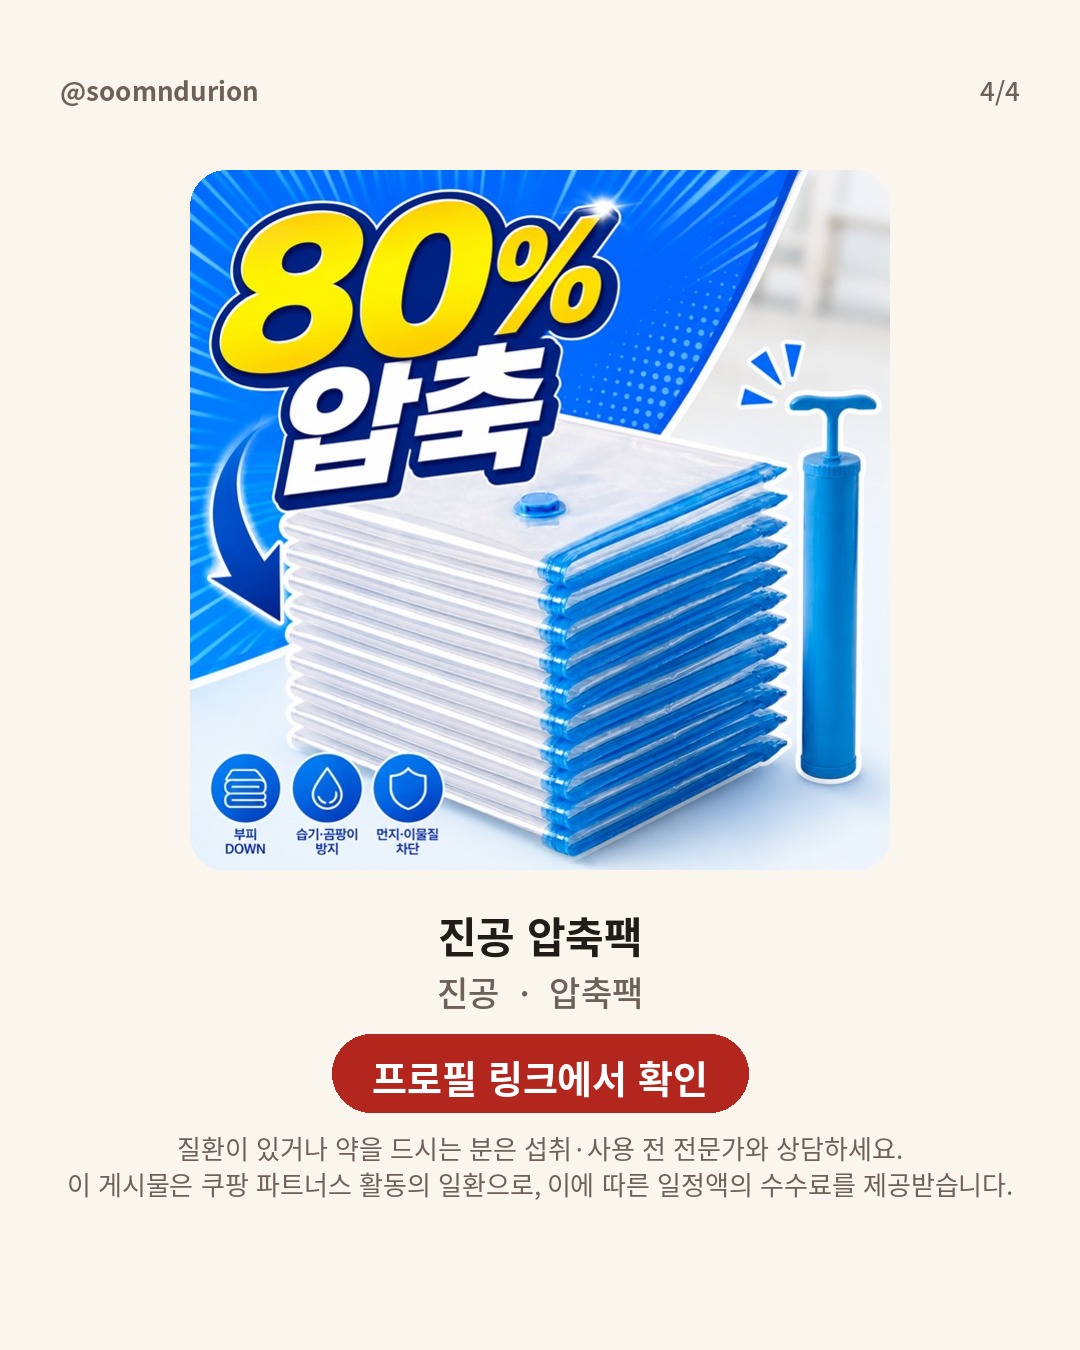 @soomndurion
4/4
80%
압축
부피
DOWN
습기·곰팡이
방지
먼지·이물질
차단
진공 압축팩
진공 · 압축팩
프로필 링크에서 확인
질환이 있거나 약을 드시는 분은 섭취·사용 전 전문가와 상담하세요.
이 게시물은 쿠팡 파트너스 활동의 일환으로, 이에 따른 일정액의 수수료를 제공받습니다.